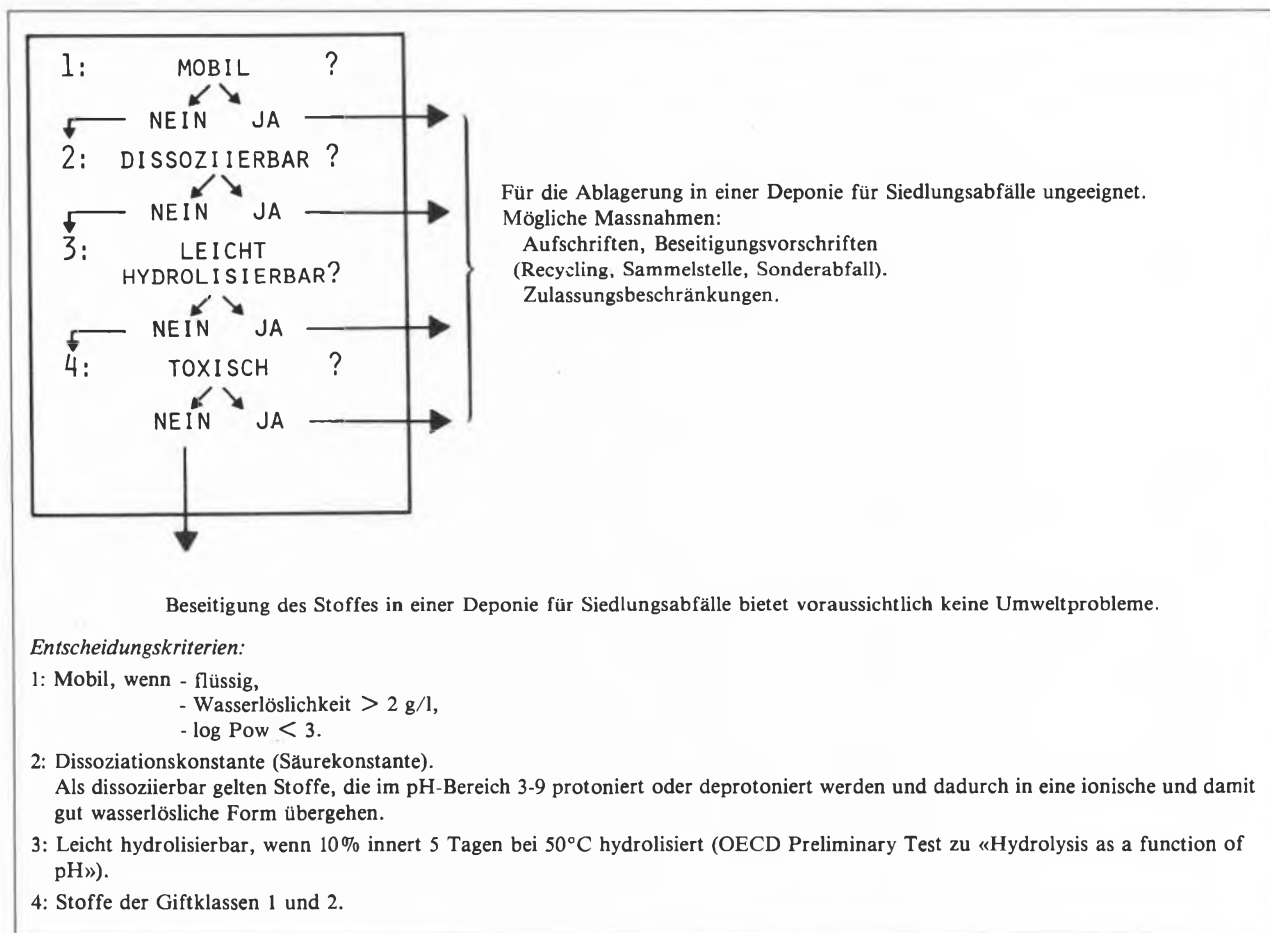 1: MOBIL ?
NEIN JA
2: DISSOZIIERBAR ?
NEIN JA
3: LEICHT
HYDROLISIERBAR?
NEIN JA
4: TOXISCH ?
NEIN JA
Für die Ablagerung in einer Deponie für Siedlungsabfälle ungeeignet.
Mögliche Massnahmen:
Aufschriften, Beseitigungsvorschriften
(Recycling, Sammelstelle, Sonderabfall).
Zulassungsbeschränkungen.
Beseitigung des Stoffes in einer Deponie für Siedlungsabfälle bietet voraussichtlich keine Umweltprobleme.
Entscheidungskriterien:
1: Mobil, wenn - flüssig,
- Wasserlöslichkeit > 2 g/l,
- log Pow < 3.
2: Dissoziationskonstante (Säurekonstante).
Als dissoziierbar gelten Stoffe, die im pH-Bereich 3-9 protoniert oder deprotoniert werden und dadurch in eine ionische und damit
gut wasserlösliche Form übergehen.
3: Leicht hydrolisierbar, wenn 10% innert 5 Tagen bei 50°C hydrolisiert (OECD Preliminary Test zu «Hydrolysis as a function of
pH»).
4: Stoffe der Giftklassen 1 und 2.